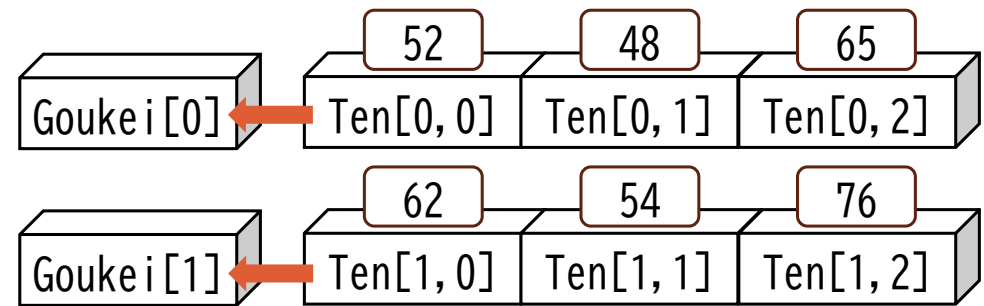 52 48 65
Goukei[0] Ten[0,0] Ten[0,1] Ten[0,2]
62 54 76
Goukei[1] Ten[1,0] Ten[1,1] Ten[1,2]